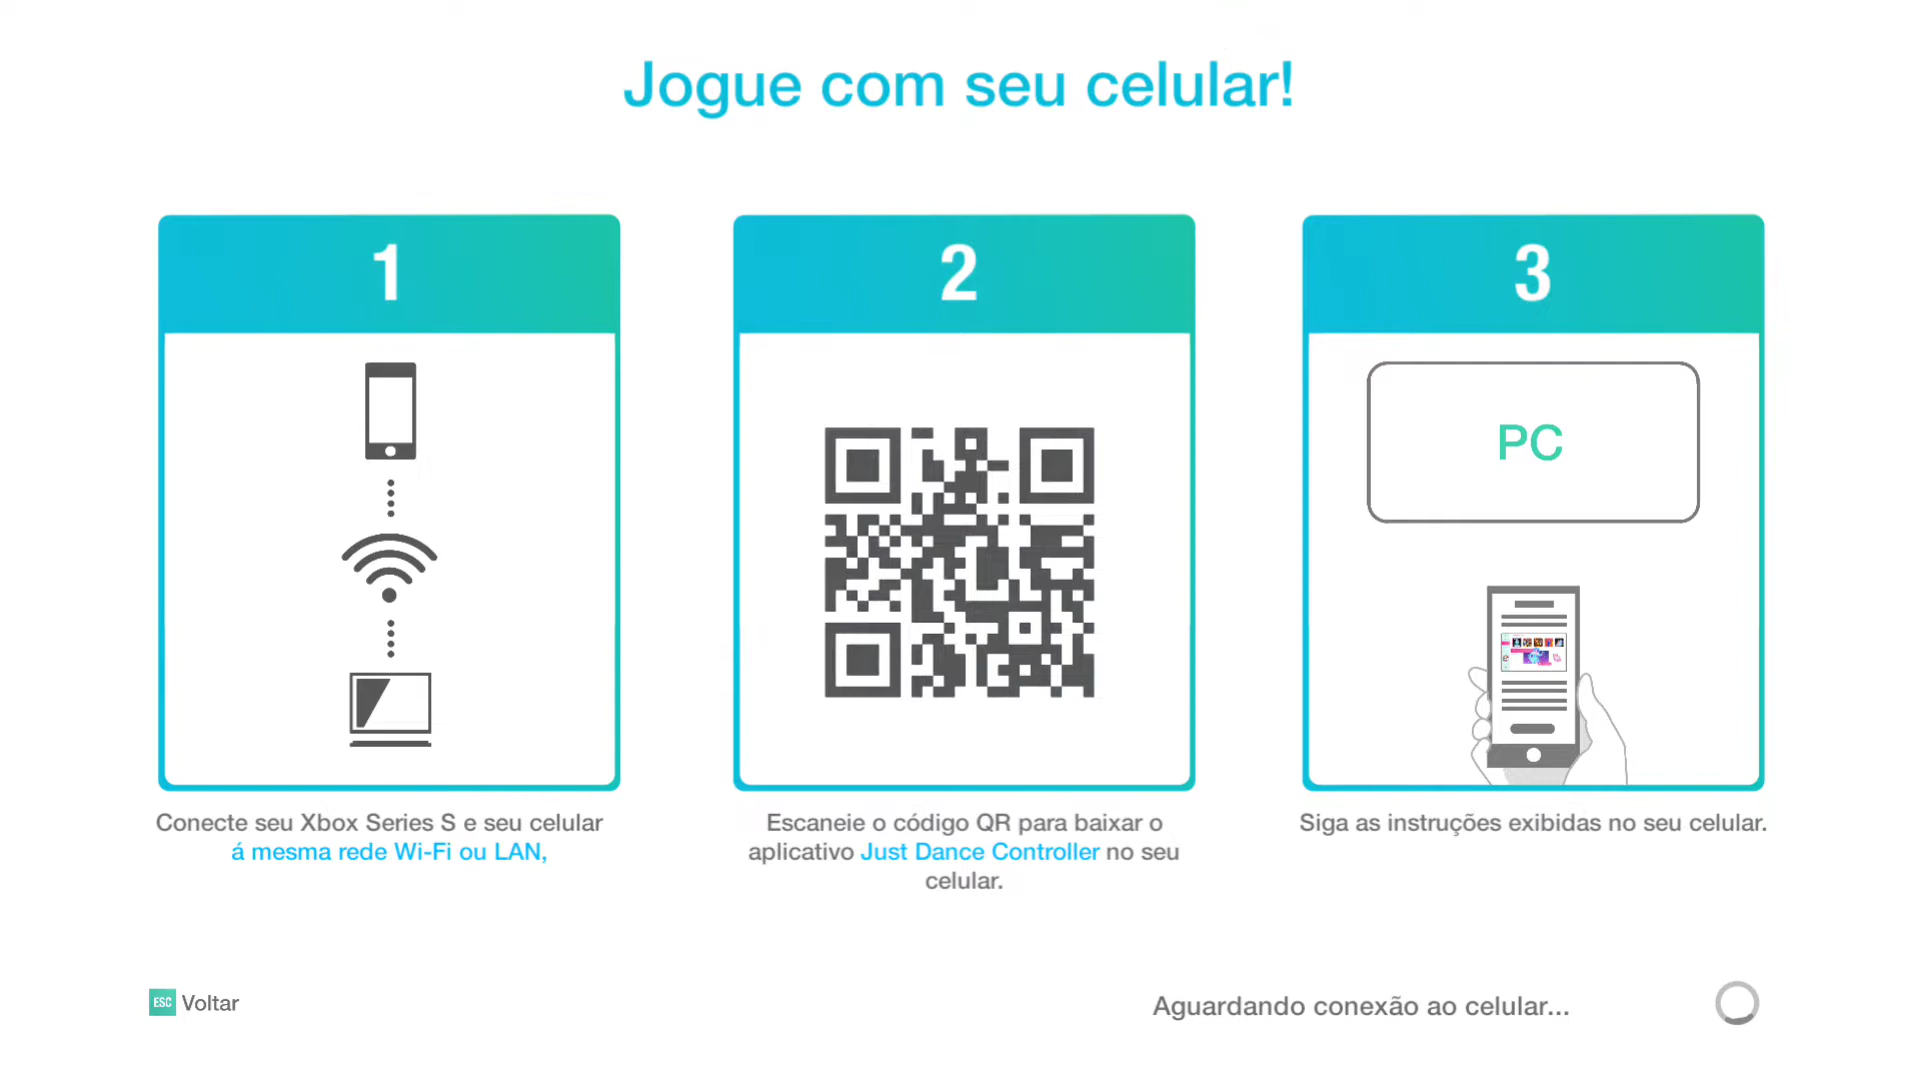 Jogue com seu celular!
1
2
3
PC
Conecte seu Xbox Series S e seu celular
á mesma rede Wi-Fi ou LAN,
Escaneie o código QR para baixar o
aplicativo Just Dance Controller no seu
celular.
Siga as instruções exibidas no seu celular.
ESC Voltar
Aguardando conexão ao celular...